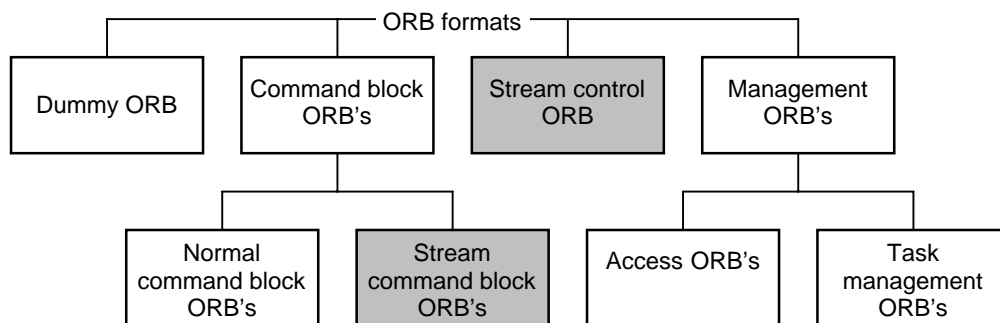 ORB formats
Dummy ORB
Command block
ORB's
Stream control
ORB
Management
ORB's
Normal
command block
ORB's
Stream
command block
ORB's
Access ORB's
Task
management
ORB's